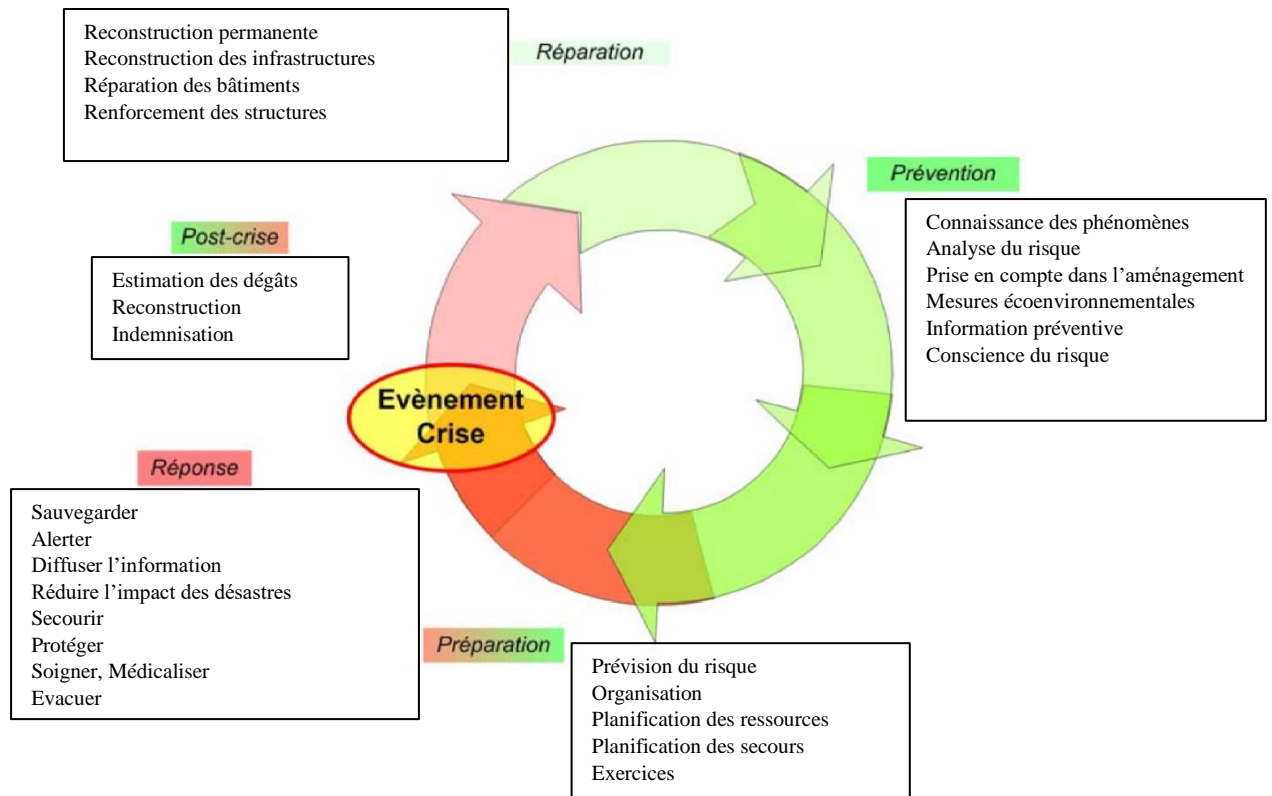 Reconstruction permanente
Reconstruction des infrastructures
Réparation des bâtiments
Renforcement des structures
Réparation
Prévention
Connaissance des phénomènes
Analyse du risque
Prise en compte dans l’aménagement
Mesures écoenvironnementales
Information préventive
Conscience du risque
Post-crise
Estimation des dégâts
Reconstruction
Indemnisation
Evènement
Crise
Réponse
Sauvegarder
Alerter
Diffuser l’information
Réduire l’impact des désastres
Secourir
Protéger
Soigner, Médicaliser
Evacuer
Préparation
Prévision du risque
Organisation
Planification des ressources
Planification des secours
Exercices